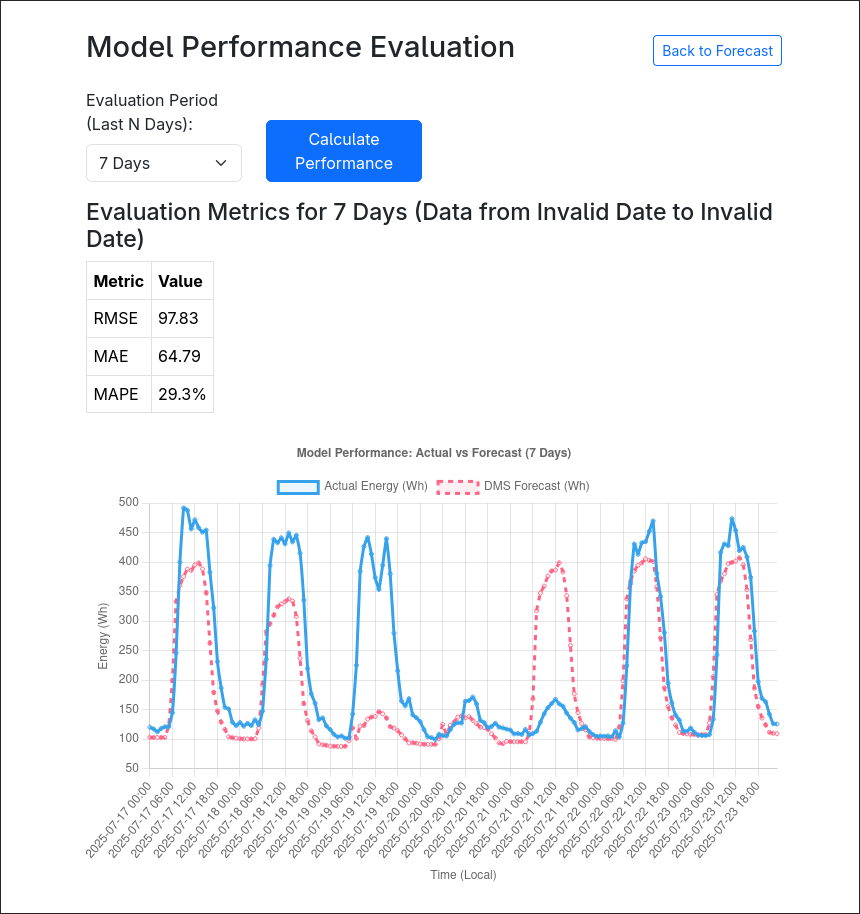 Model Performance Evaluation
Back to Forecast
Evaluation Period
(Last N Days):
7 Days
Calculate
Performance
Evaluation Metrics for 7 Days (Data from Invalid Date to Invalid
Date)
Metric Value
RMSE 97.83
MAE 64.79
MAPE 29.3%
Model Performance: Actual vs Forecast (7 Days)
Actual Energy (Wh) DMS Forecast (Wh)
Energy (Wh)
500
450
400
350
300
250
200
150
100
50
2025-07-17 00:00
2025-07-17 06:00
2025-07-17 12:00
2025-07-17 18:00
2025-07-18 00:00
2025-07-18 06:00
2025-07-18 12:00
2025-07-18 18:00
2025-07-19 00:00
2025-07-19 06:00
2025-07-19 12:00
2025-07-19 18:00
2025-07-20 00:00
2025-07-20 06:00
2025-07-20 12:00
2025-07-20 18:00
2025-07-21 00:00
2025-07-21 06:00
2025-07-21 12:00
2025-07-21 18:00
2025-07-22 00:00
2025-07-22 06:00
2025-07-22 12:00
2025-07-22 18:00
2025-07-23 00:00
2025-07-23 06:00
2025-07-23 12:00
2025-07-23 18:00
Time (Local)